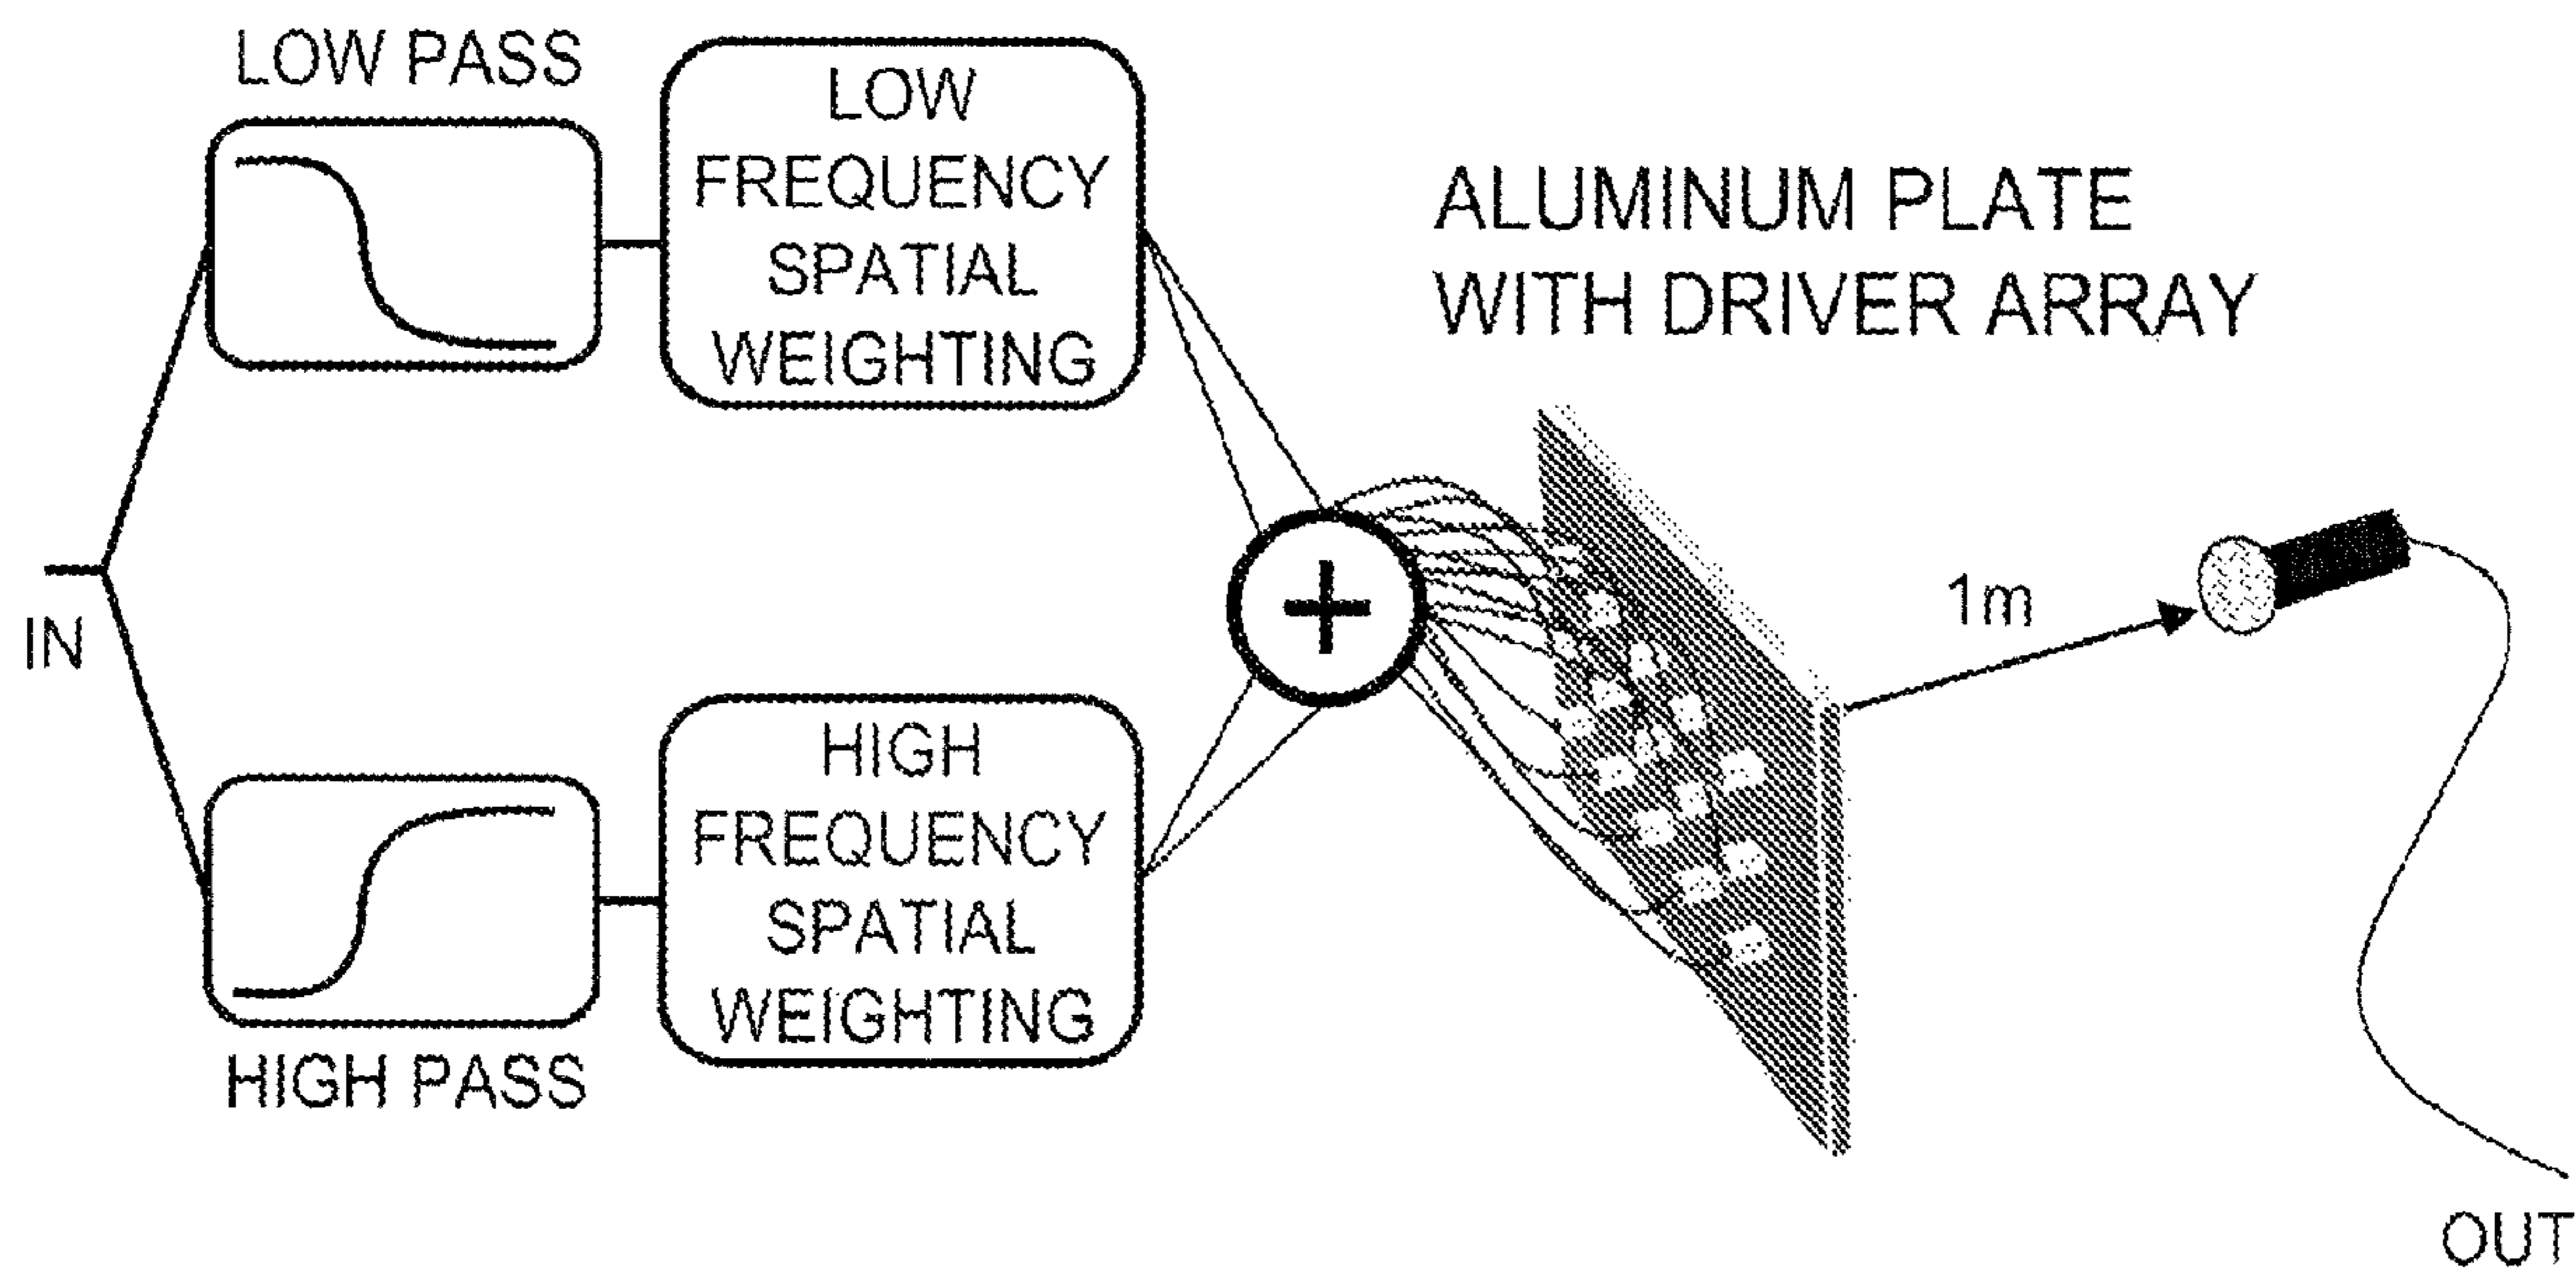 LOW PASS
LOW
FREQUENCY
SPATIAL
WEIGHTING
ALUMINUM PLATE
WITH DRIVER ARRAY
IN
+
1m
HIGH
FREQUENCY
SPATIAL
WEIGHTING
HIGH PASS
OUT